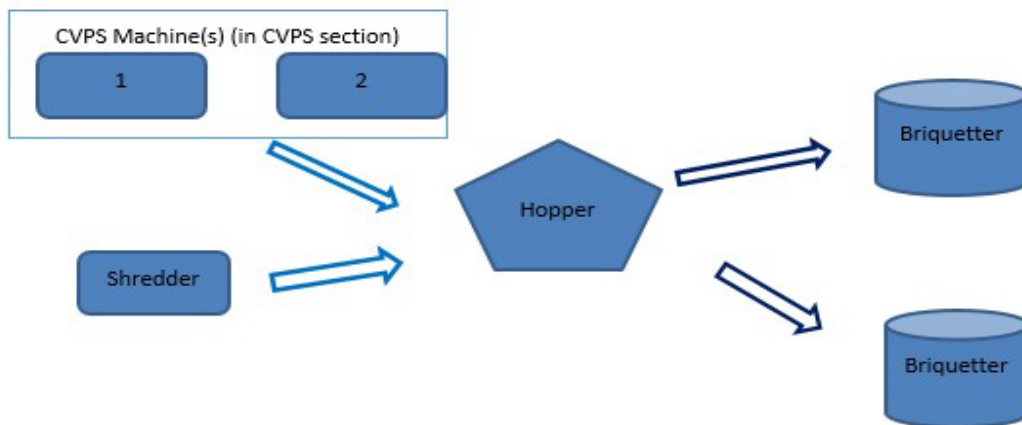 CVPS Machine(s) (in CVPS section)
1
2
Briquetter
Hopper
Shredder
Briquetter